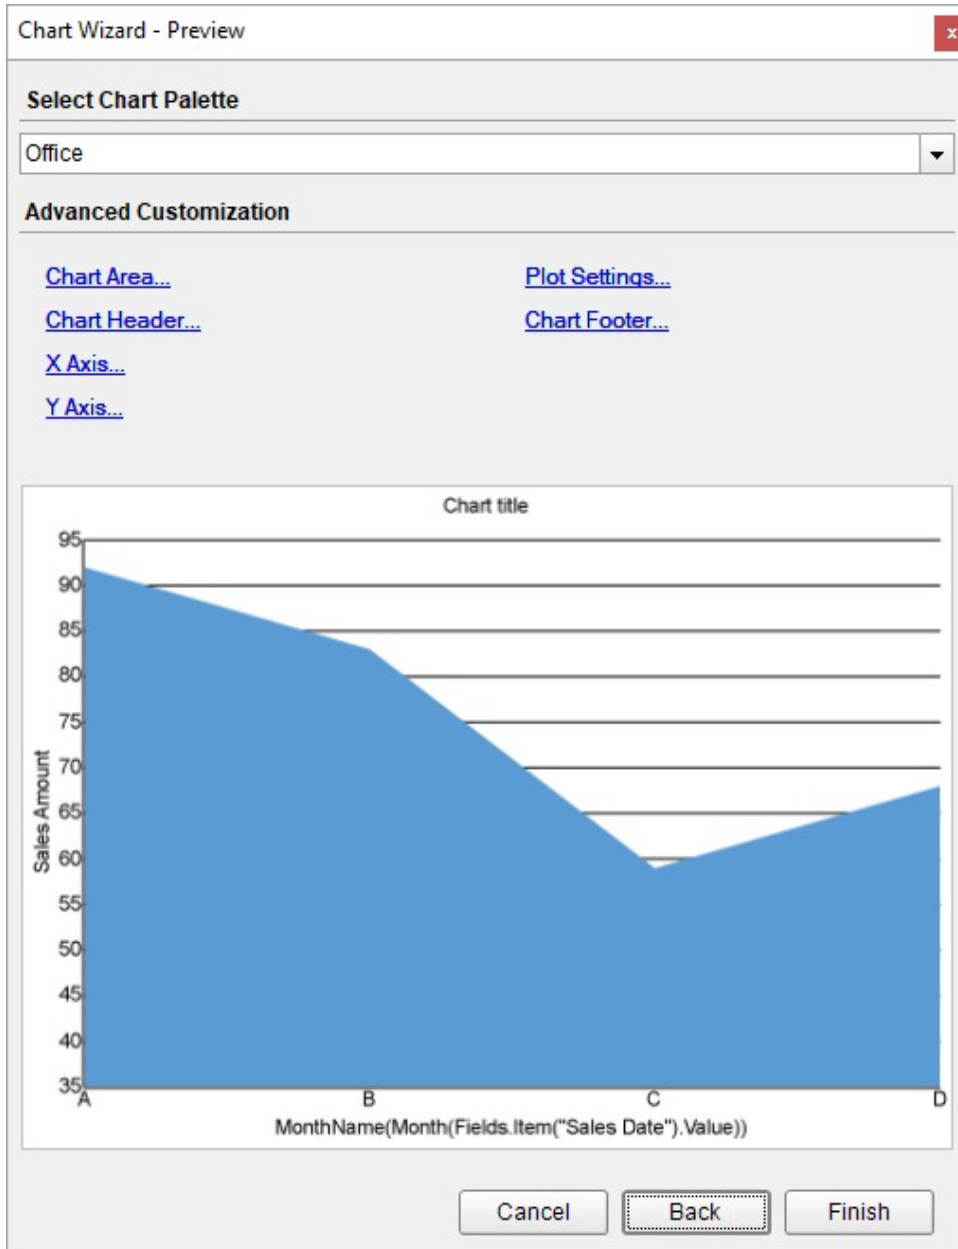 Chart Wizard - Preview
x
Select Chart Palette
Office
Advanced Customization
Chart Area...
Plot Settings...
Chart Header...
Chart Footer...
X Axis...
Y Axis...
Chart title
95
90
85
80
75
70
65
60
55
50
45
40
35
Sales Amount
A B C D
MonthName(Month(Fields.Item("Sales Date").Value))
Cancel Back Finish